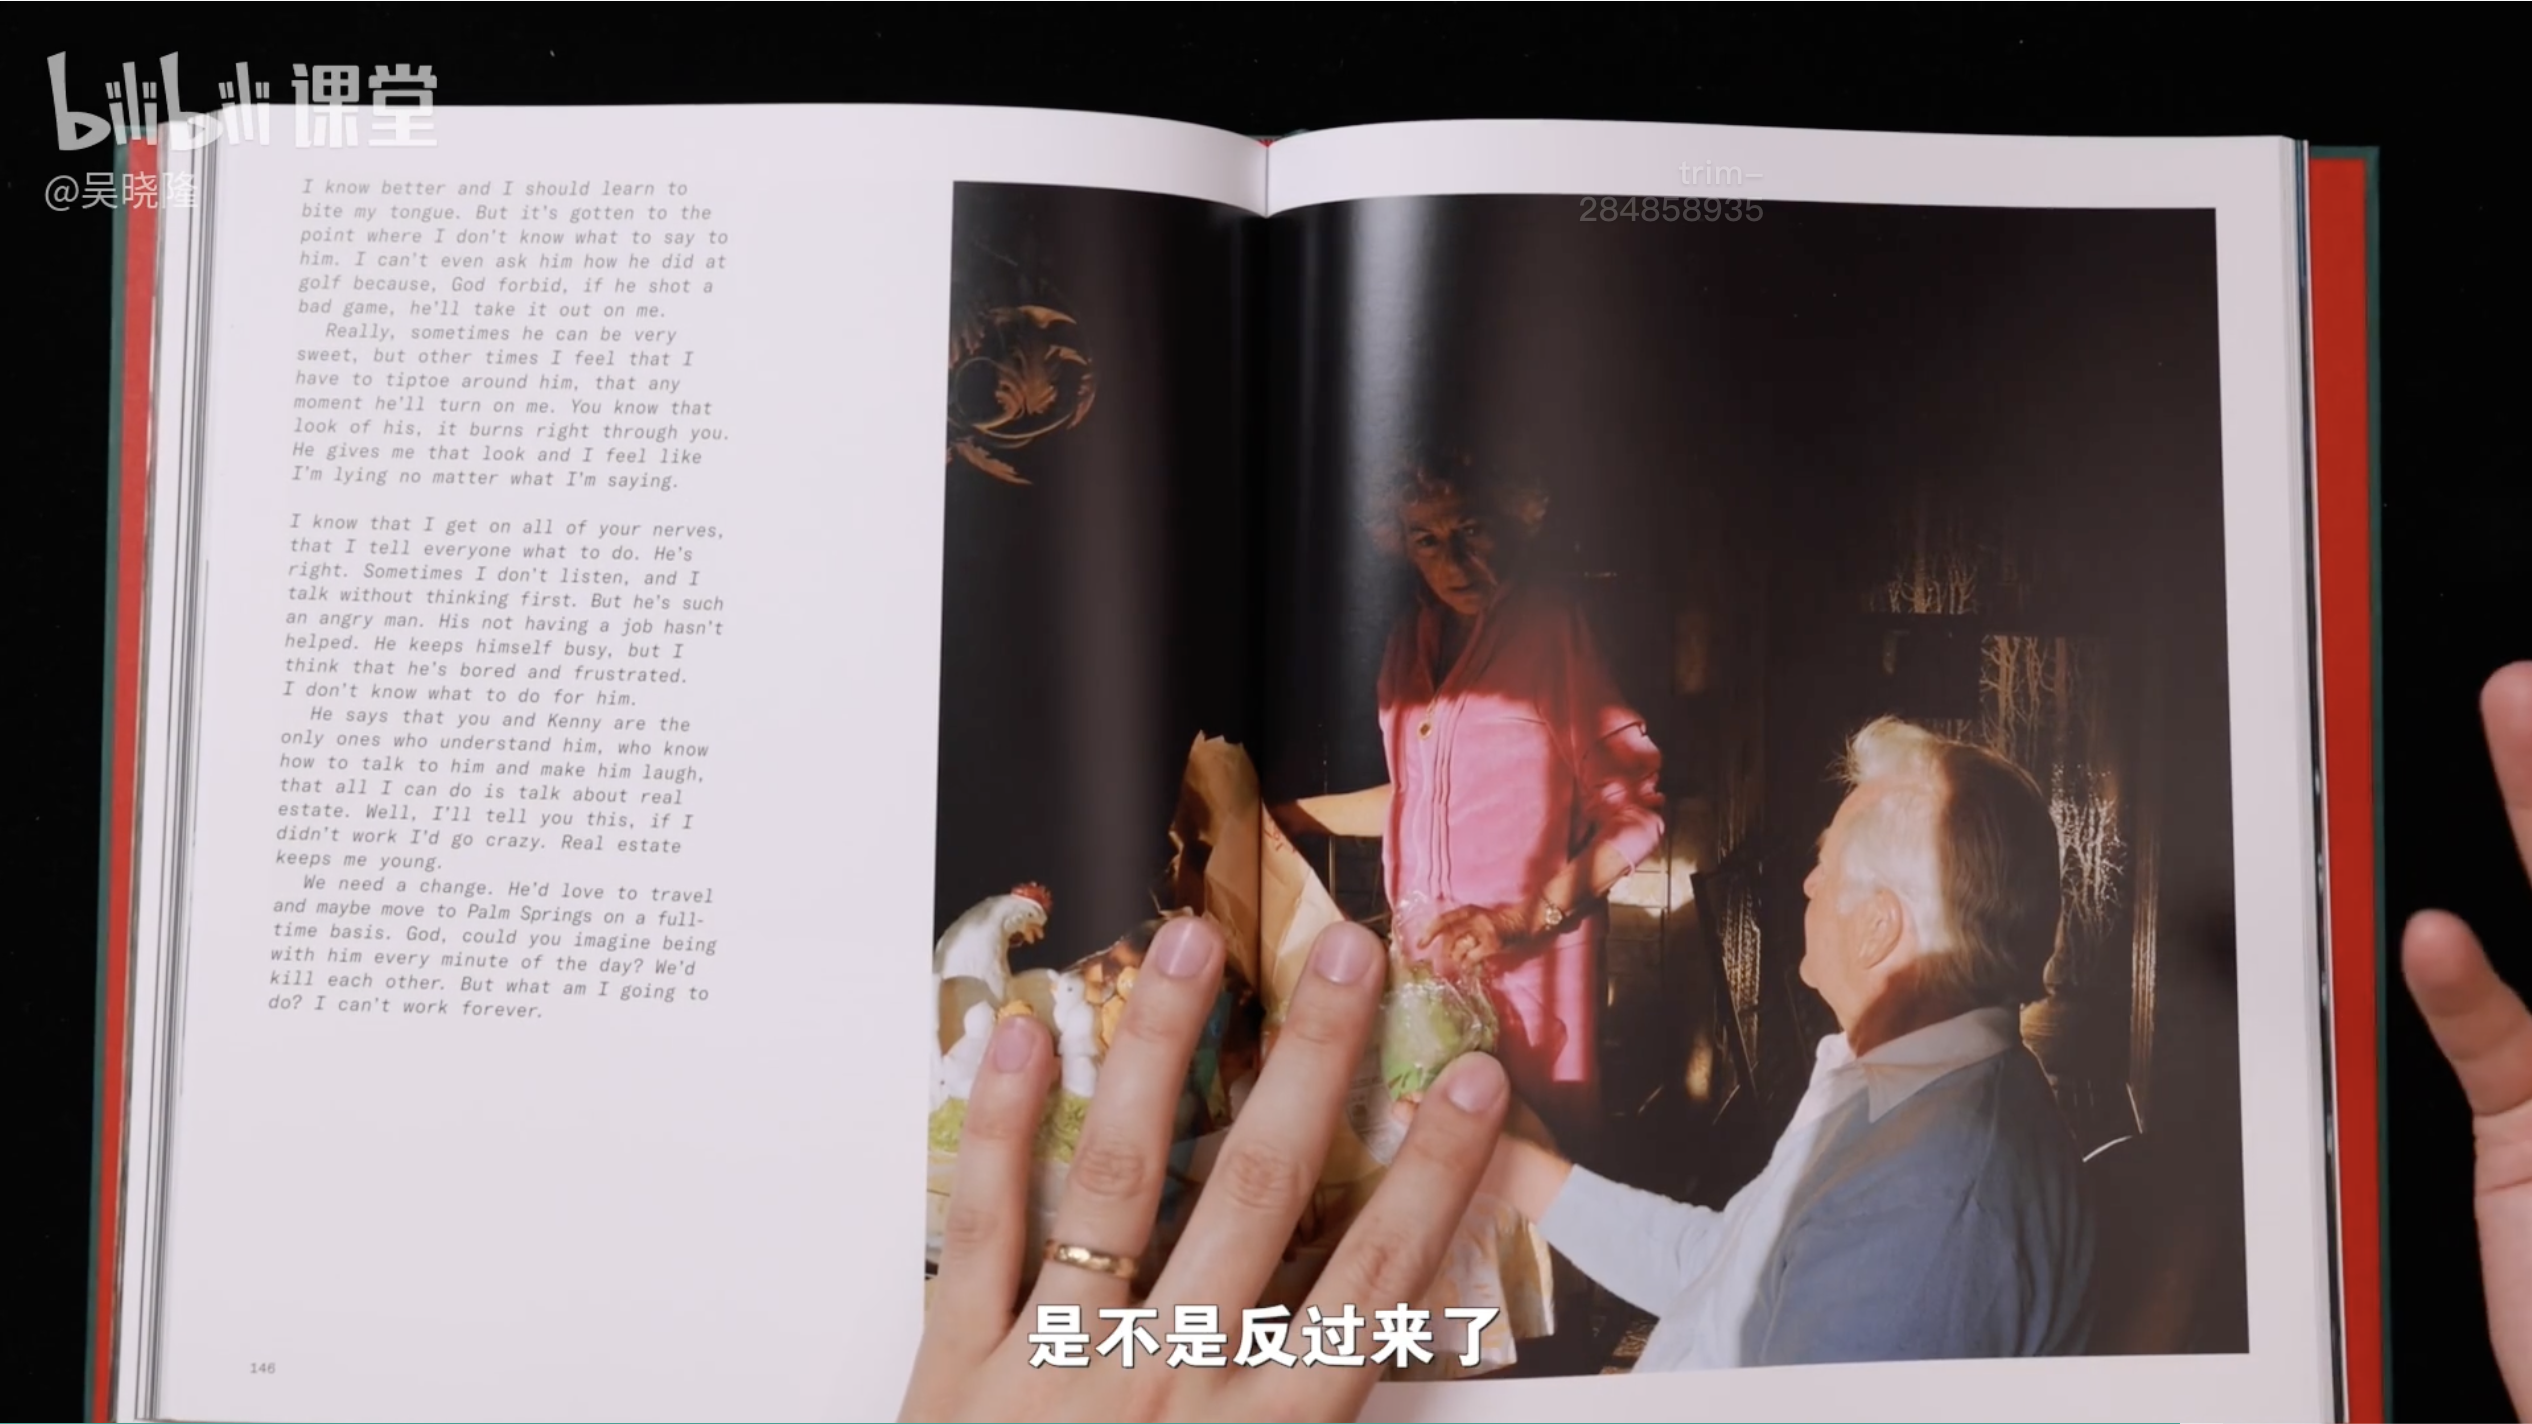 bilibili 课堂
@吴晓隆
trim-
284858935
I know better and I should learn to
bite my tongue. But it's gotten to the
point where I don't know what to say to
him. I can't even ask him how he did at
golf because, God forbid, if he shot a
bad game, he'll take it out on me.
Really, sometimes he can be very
sweet, but other times I feel that I
have to tiptoe around him, that any
moment he'll turn on me. You know that
look of his, it burns right through you.
He gives me that look and I feel like
I'm lying no matter what I'm saying.
I know that I get on all of your nerves,
that I tell everyone what to do. He's
right. Sometimes I don't listen, and I
talk without thinking first. But he's such
an angry man. His not having a job hasn't
helped. He keeps himself busy, but I
think that he's bored and frustrated.
I don't know what to do for him.
He says that you and Kenny are the
only ones who understand him, who know
how to talk to him and make him laugh,
that all I can do is talk about real
estate. Well, I'll tell you this, if I
didn't work I'd go crazy. Real estate
keeps me young.
We need a change. He'd love to travel
and maybe move to Palm Springs on a full-
time basis. God, could you imagine being
with him every minute of the day? We'd
kill each other. But what am I going to
do? I can't work forever.
是不是反过来了
146